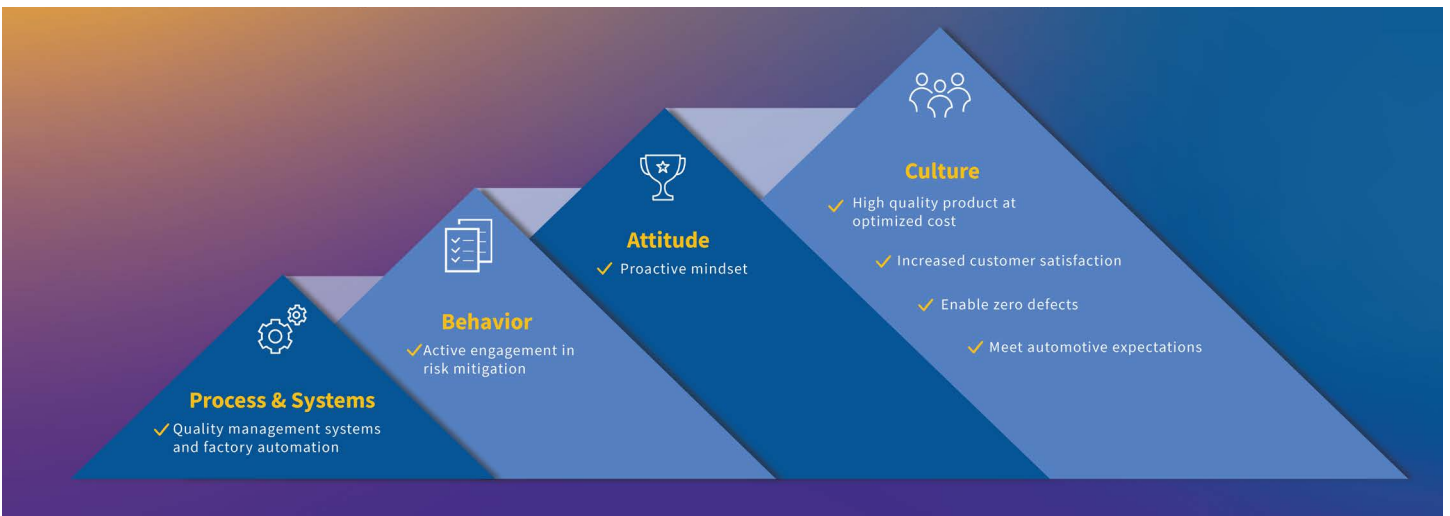 Process & Systems
Quality management systems
and factory automation
Behavior
Active engagement in
risk mitigation
Attitude
Proactive mindset
Culture
High quality product at
optimized cost
Increased customer satisfaction
Enable zero defects
Meet automotive expectations